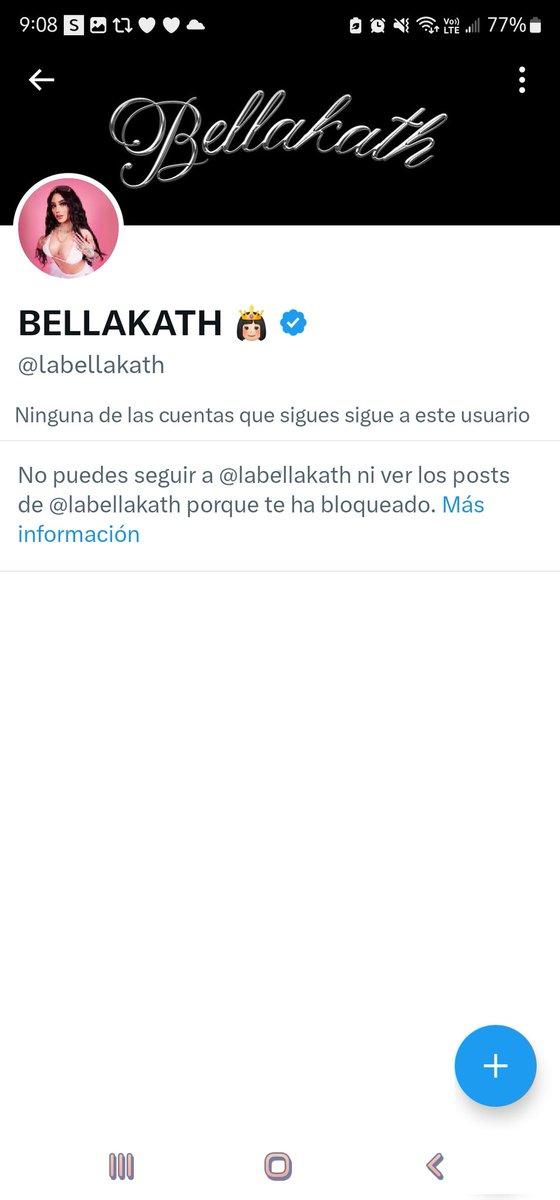 9:08 S Vo)) LTE 77%
Bellakath
BELLAKATH
@labellakath
Ninguna de las cuentas que sigues sigue a este usuario
No puedes seguir a @labellakath ni ver los posts
de @labellakath porque te ha bloqueado. Más
información